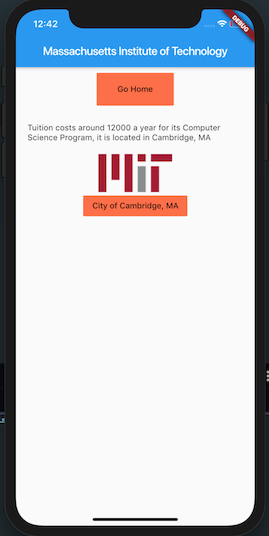 12:42
DEBUG
Massachusetts Institute of Technology
Go Home
Tuition costs around 12000 a year for its Computer
Science Program, it is located in Cambridge, MA
MIT
City of Cambridge, MA